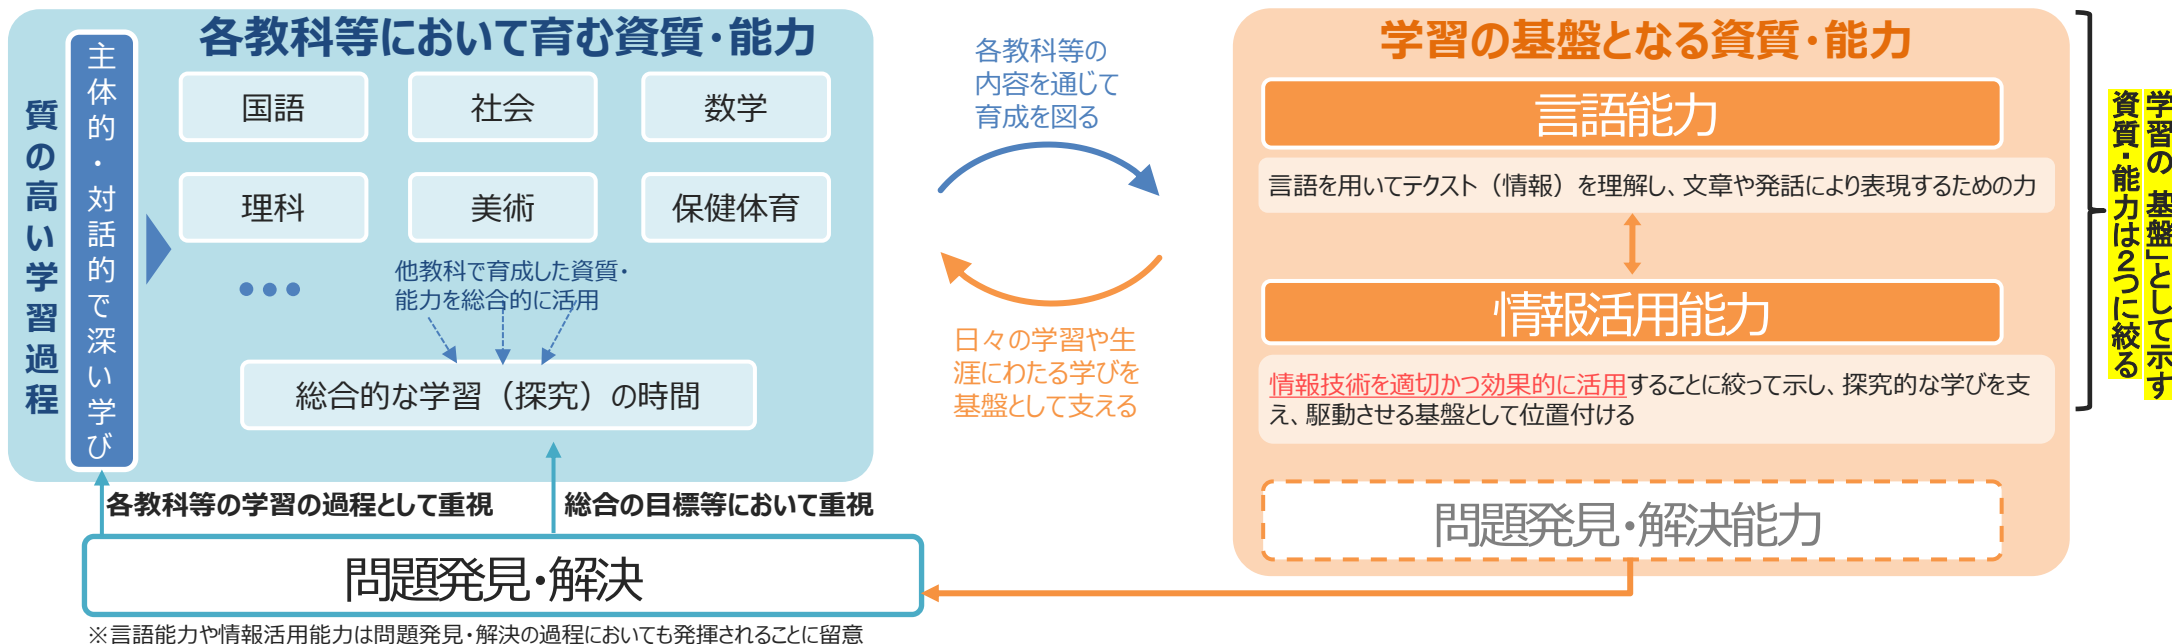 各教科等において育む資質・能力
質の高い学習過程
主体的・対話的で深い学び
国語
社会
数学
理科
美術
保健体育
•••
他教科で育成した資質・
能力を総合的に活用
総合的な学習（探究）の時間
各教科等の学習の過程として重視
総合の目標等において重視
問題発見・解決
※言語能力や情報活用能力は問題発見・解決の過程においても発揮されることに留意
各教科等の
内容を通じて
育成を図る
日々の学習や生
涯にわたる学びを
基盤として支える
学習の基盤となる資質・能力
言語能力
言語を用いてテクスト（情報）を理解し、文章や発話により表現するための力
情報活用能力
情報技術を適切かつ効果的に活用することに絞って示し、探究的な学びを支
え、駆動させる基盤として位置付ける
問題発見・解決能力
学習の 基盤」として示す
資質・能力は２つに絞る